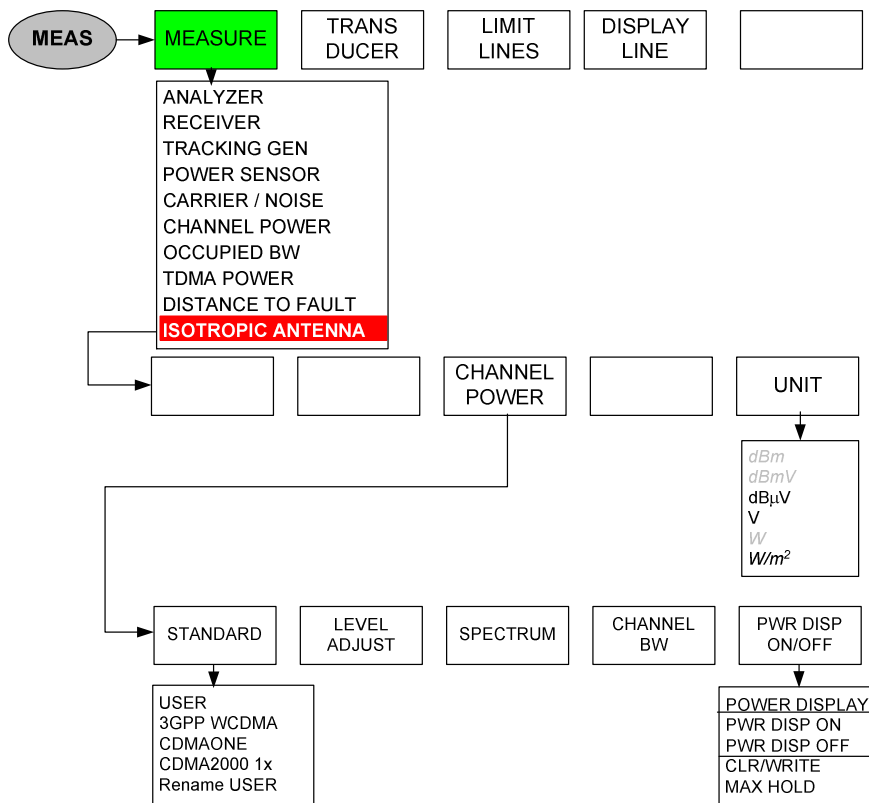 MEAS
MEASURE
TRANS
DUCER
LIMIT
LINES
DISPLAY
LINE
ANALYZER
RECEIVER
TRACKING GEN
POWER SENSOR
CARRIER / NOISE
CHANNEL POWER
OCCUPIED BW
TDMA POWER
DISTANCE TO FAULT
ISOTROPIC ANTENNA
CHANNEL
POWER
UNIT
dBm
dBmV
dBμV
V
W
W/m²
STANDARD
LEVEL
ADJUST
SPECTRUM
CHANNEL
BW
PWR DISP
ON/OFF
USER
3GPP WCDMA
CDMAONE
CDMA2000 1x
Rename USER
POWER DISPLAY
PWR DISP ON
PWR DISP OFF
CLR/WRITE
MAX HOLD